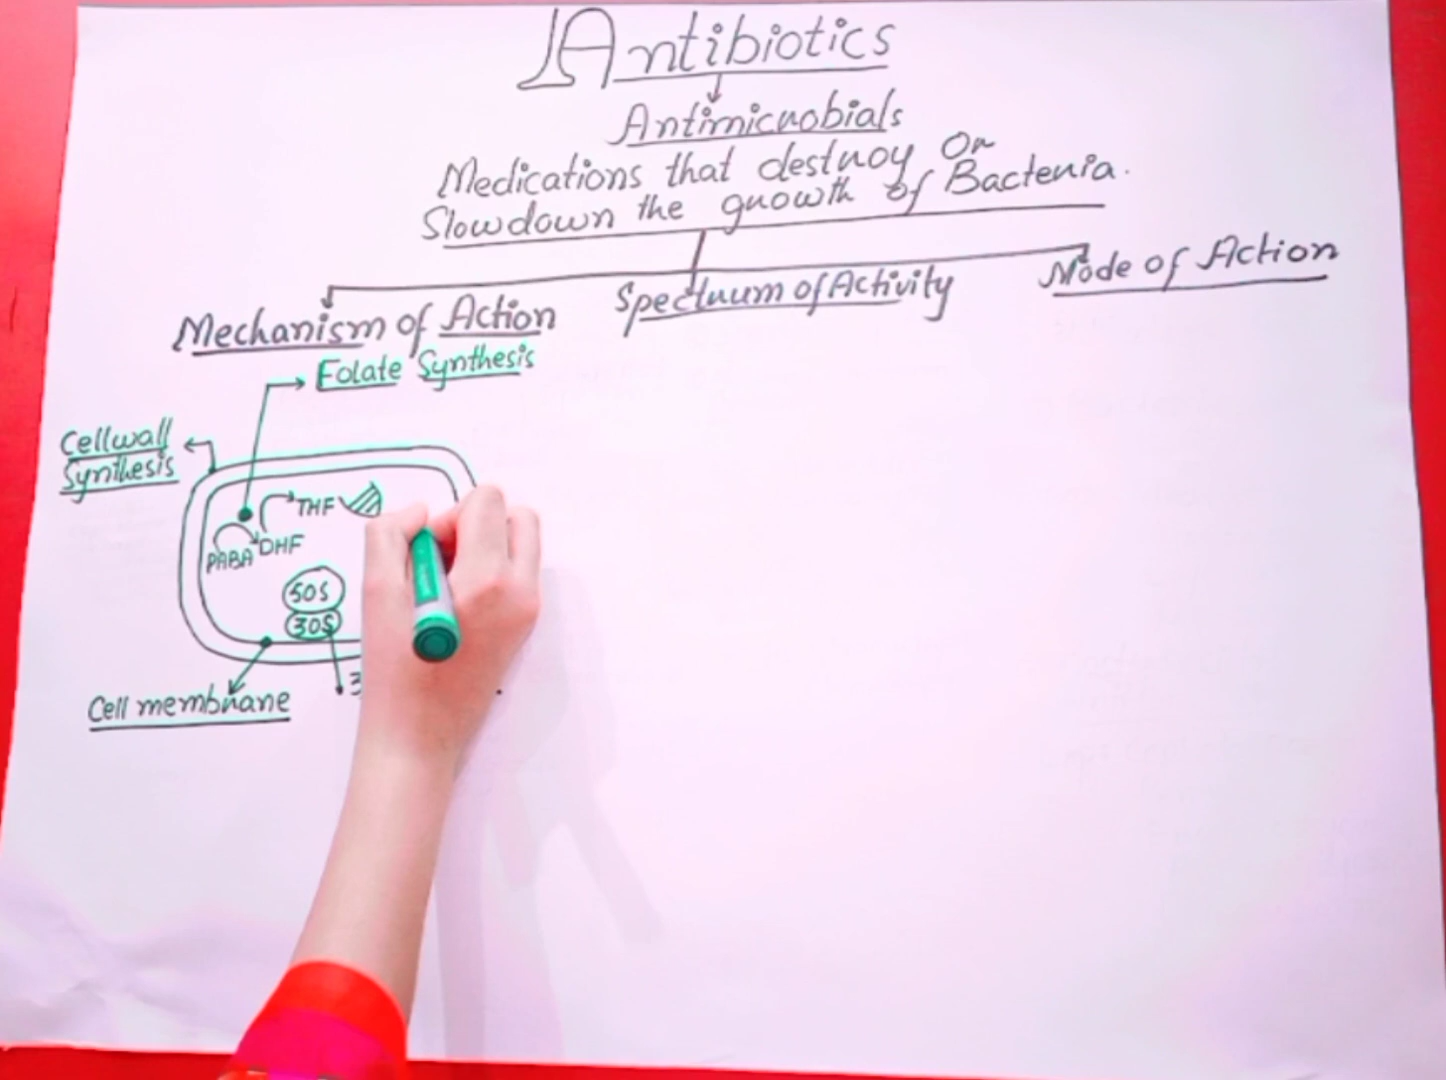 Antibiotics
Antimicrobials
Medications that destroy or
Slowdown the growth of Bacteria.
Mechanism of Action
Spectrum of Activity
Mode of Action
Folate Synthesis
Cellwall
Synthesis
THF
PABA DHF
50S
30S
Cell membrane
3